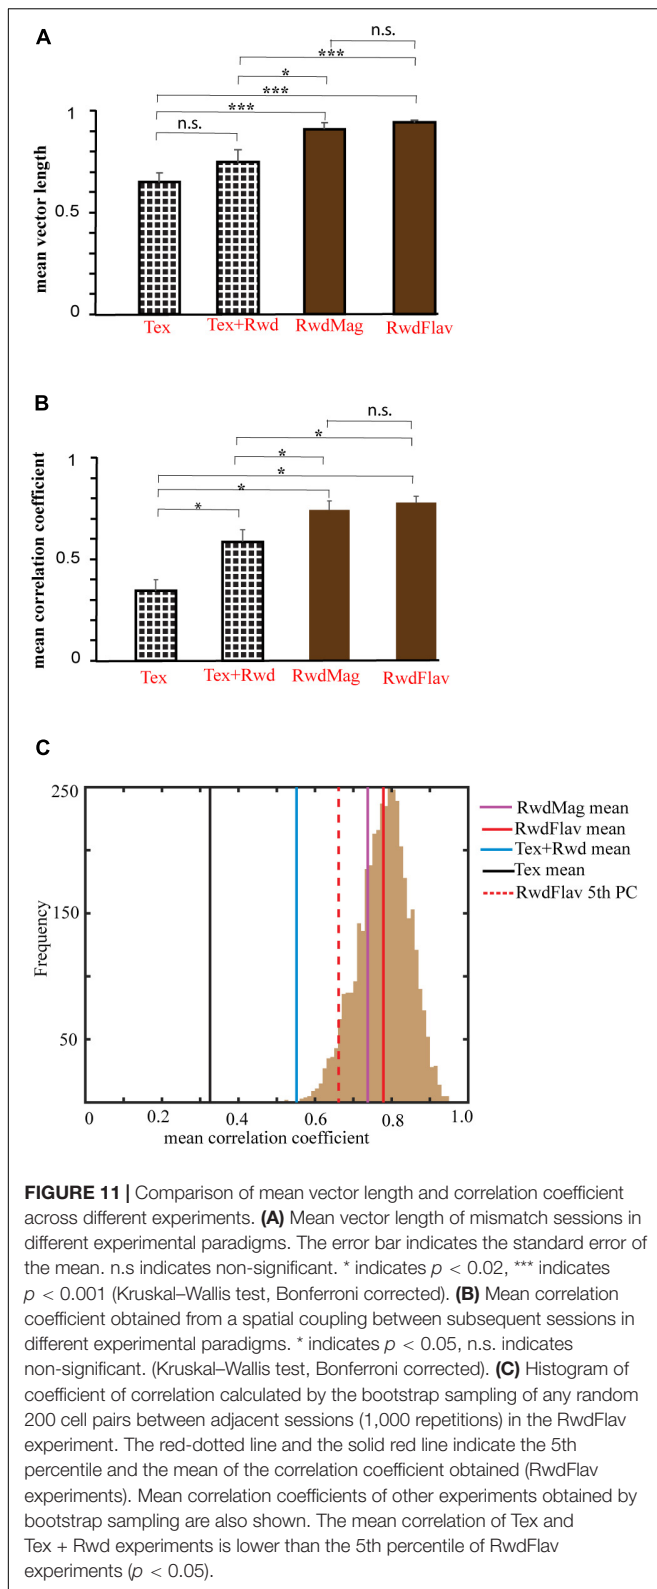 A
n.s.
***
*
***
***
n.s.
1
0.5
0
mean vector length
Tex
Tex+Rwd
RwdMag
RwdFlav
B
n.s.
*
*
*
*
*
1
0.5
0
mean correlation coefficient
Tex
Tex+Rwd
RwdMag
RwdFlav
C
250
150
50
Frequency
0
0.2
0.4
0.6
0.8
1.0
mean correlation coefficient
RwdMag mean
RwdFlav mean
Tex+Rwd mean
Tex mean
RwdFlav 5th PC
FIGURE 11 | Comparison of mean vector length and correlation coefficient
across different experiments. (A) Mean vector length of mismatch sessions in
different experimental paradigms. The error bar indicates the standard error of
the mean. n.s indicates non-significant. * indicates p < 0.02, *** indicates
p < 0.001 (Kruskal–Wallis test, Bonferroni corrected). (B) Mean correlation
coefficient obtained from a spatial coupling between subsequent sessions in
different experimental paradigms. * indicates p < 0.05, n.s. indicates
non-significant. (Kruskal–Wallis test, Bonferroni corrected). (C) Histogram of
coefficient of correlation calculated by the bootstrap sampling of any random
200 cell pairs between adjacent sessions (1,000 repetitions) in the RwdFlav
experiment. The red-dotted line and the solid red line indicate the 5th
percentile and the mean of the correlation coefficient obtained (RwdFlav
experiments). Mean correlation coefficients of other experiments obtained by
bootstrap sampling are also shown. The mean correlation of Tex and
Tex + Rwd experiments is lower than the 5th percentile of RwdFlav
experiments (p < 0.05).